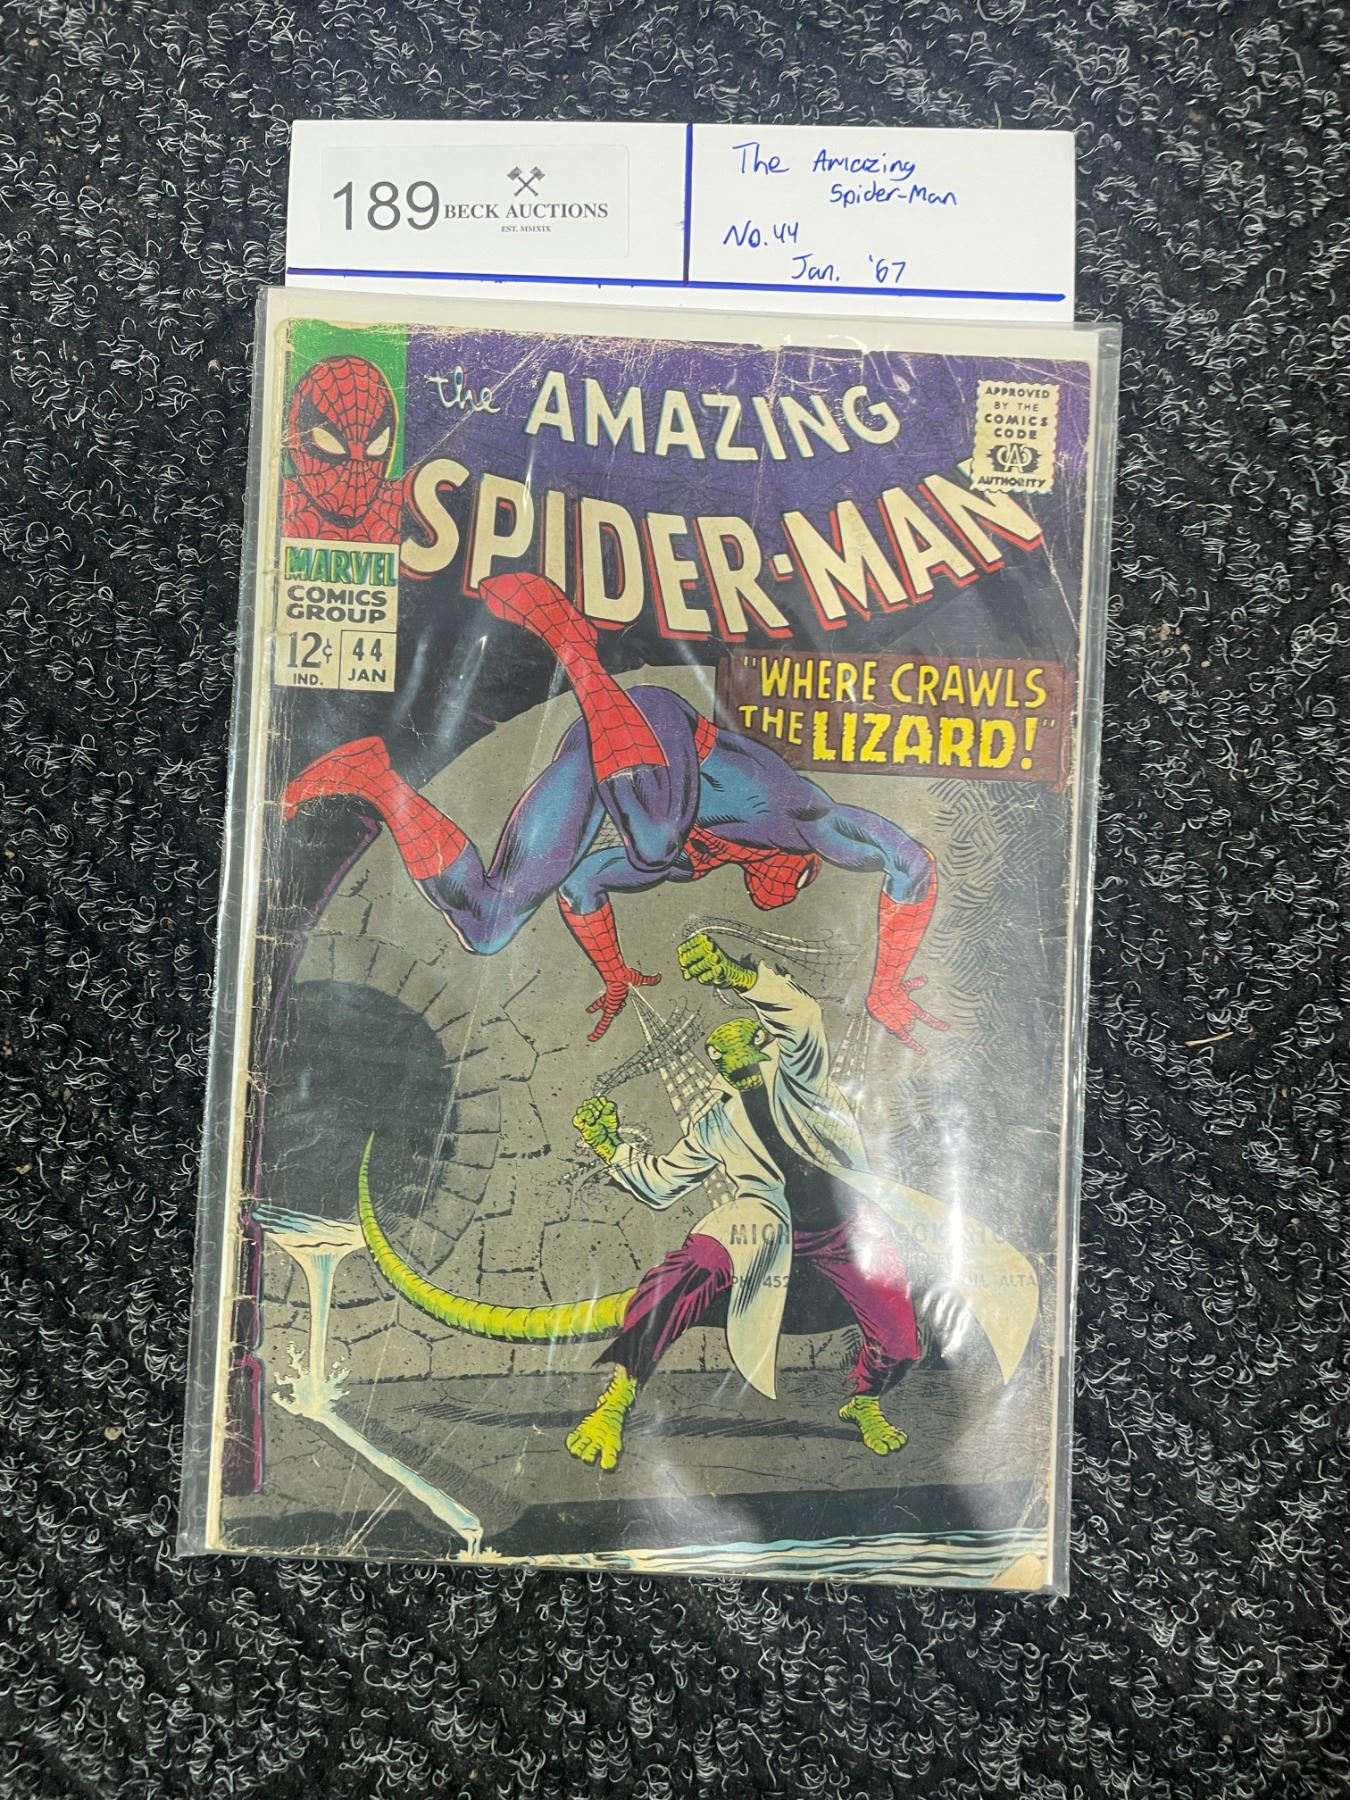 189 BECK AUCTIONS
EST. MMXIX
The Amazing
Spider-Man
No. 44
Jan. '67
the AMAZING
SPIDER-MAN
APPROVED
BY THE
COMICS
CODE
CA
AUTHORITY
MARVEL
COMICS
GROUP
12¢ 44
IND. JAN
"WHERE CRAWLS
THE LIZARD!"
ALTA